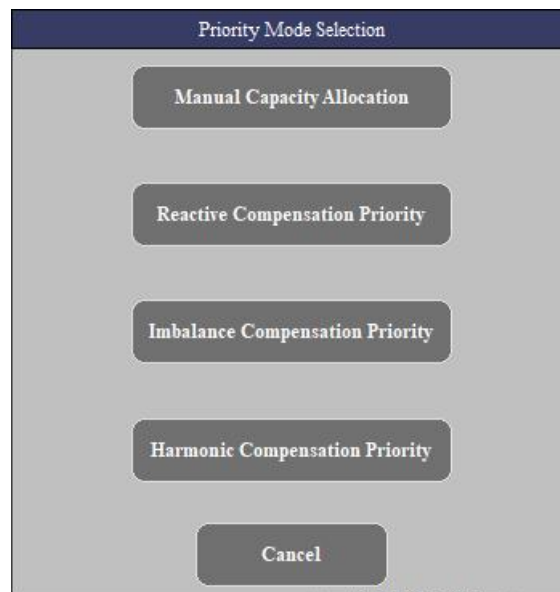 Priority Mode Selection
Manual Capacity Allocation
Reactive Compensation Priority
Imbalance Compensation Priority
Harmonic Compensation Priority
Cancel